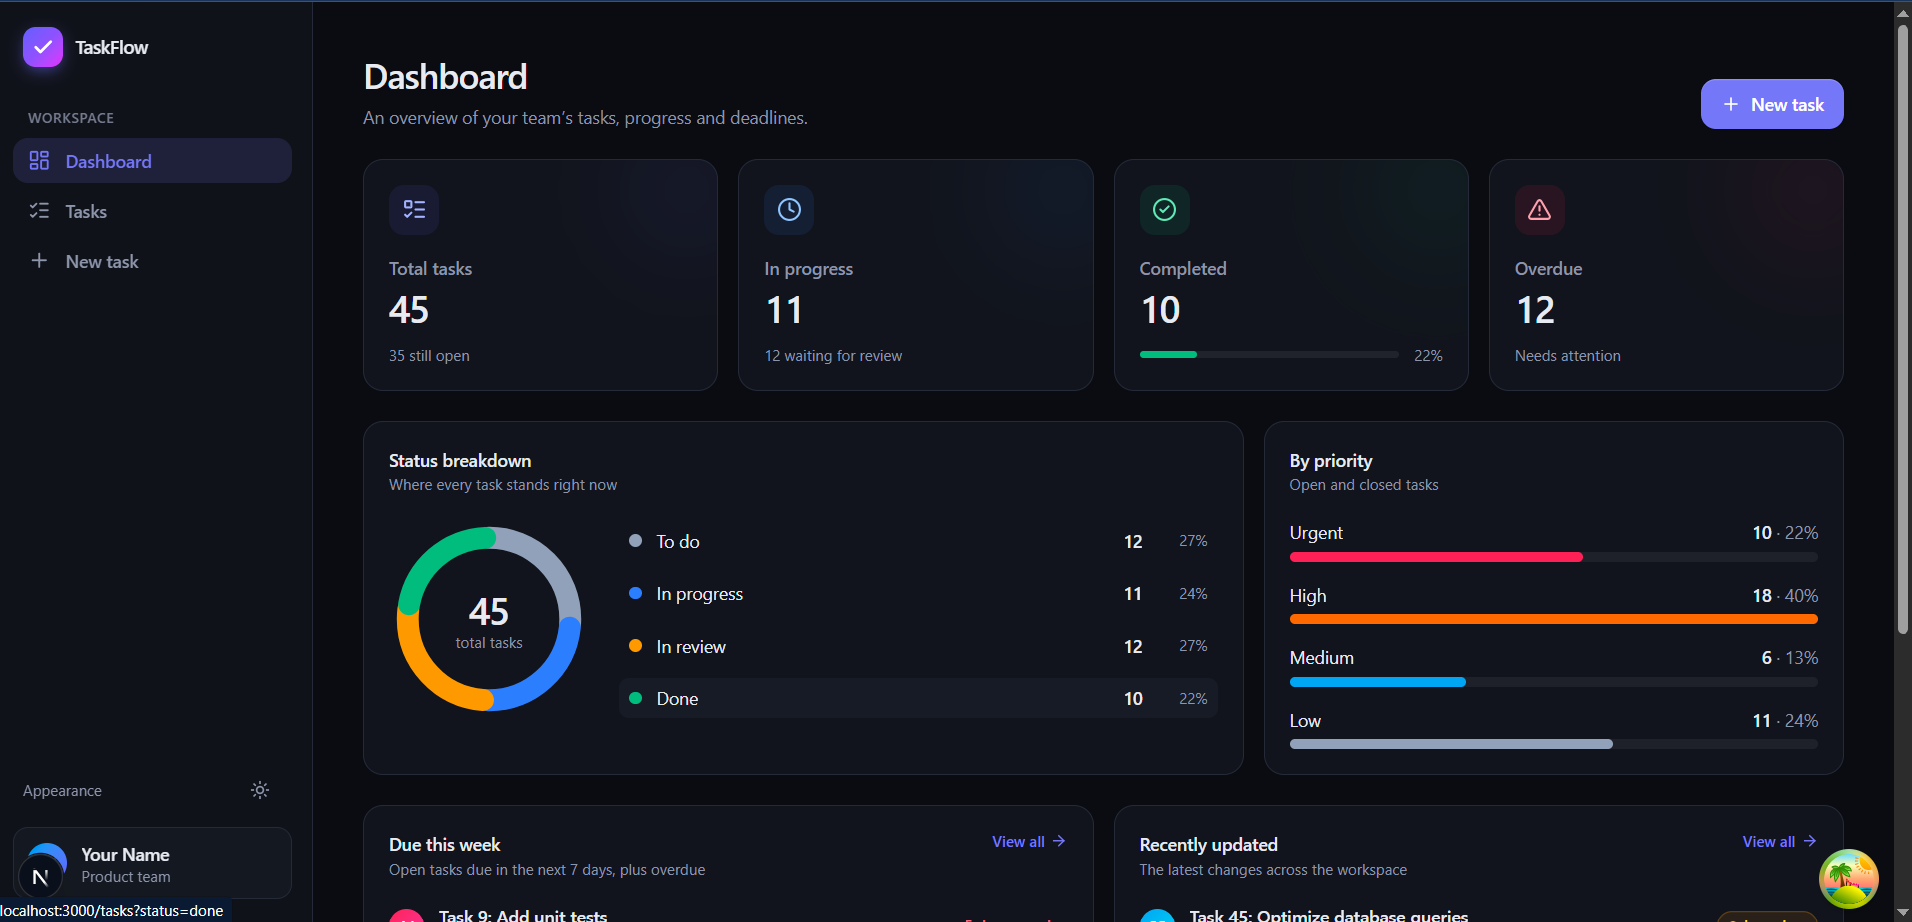 TaskFlow
WORKSPACE
Dashboard
Tasks
New task
Appearance
Your Name
Product team
N
localhost:3000/tasks?status=done
Dashboard
An overview of your team’s tasks, progress and deadlines.
New task
Total tasks
45
35 still open
In progress
11
12 waiting for review
Completed
10
22%
Overdue
12
Needs attention
Status breakdown
Where every task stands right now
45
total tasks
To do 12 27%
In progress 11 24%
In review 12 27%
Done 10 22%
By priority
Open and closed tasks
Urgent 10 · 22%
High 18 · 40%
Medium 6 · 13%
Low 11 · 24%
Due this week
View all
Open tasks due in the next 7 days, plus overdue
Task 9: Add unit tests
Recently updated
View all
The latest changes across the workspace
Task 45: Optimize database queries